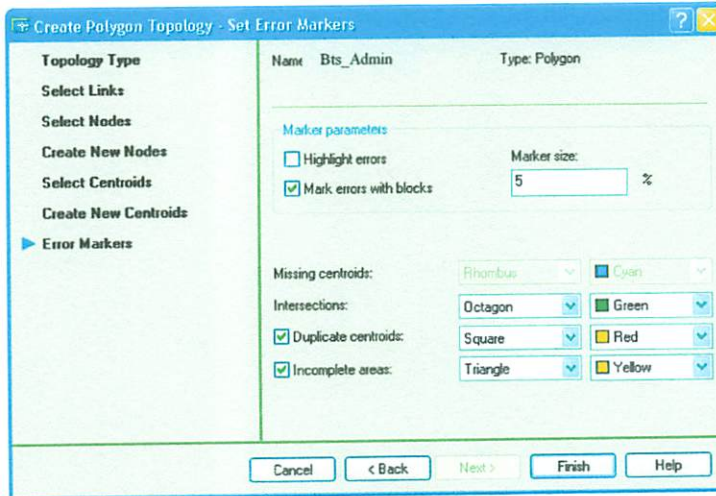 Create Polygon Topology - Set Error Markers
Topology Type
Select Links
Select Nodes
Create New Nodes
Select Centroids
Create New Centroids
Error Markers
Name Bts_Admin Type: Polygon
Marker parameters
Highlight errors
Mark errors with blocks
Marker size:
5 %
Missing centroids: Rhombus Cyan
Intersections: Octagon Green
Duplicate centroids: Square Red
Incomplete areas: Triangle Yellow
Cancel < Back Next > Finish Help